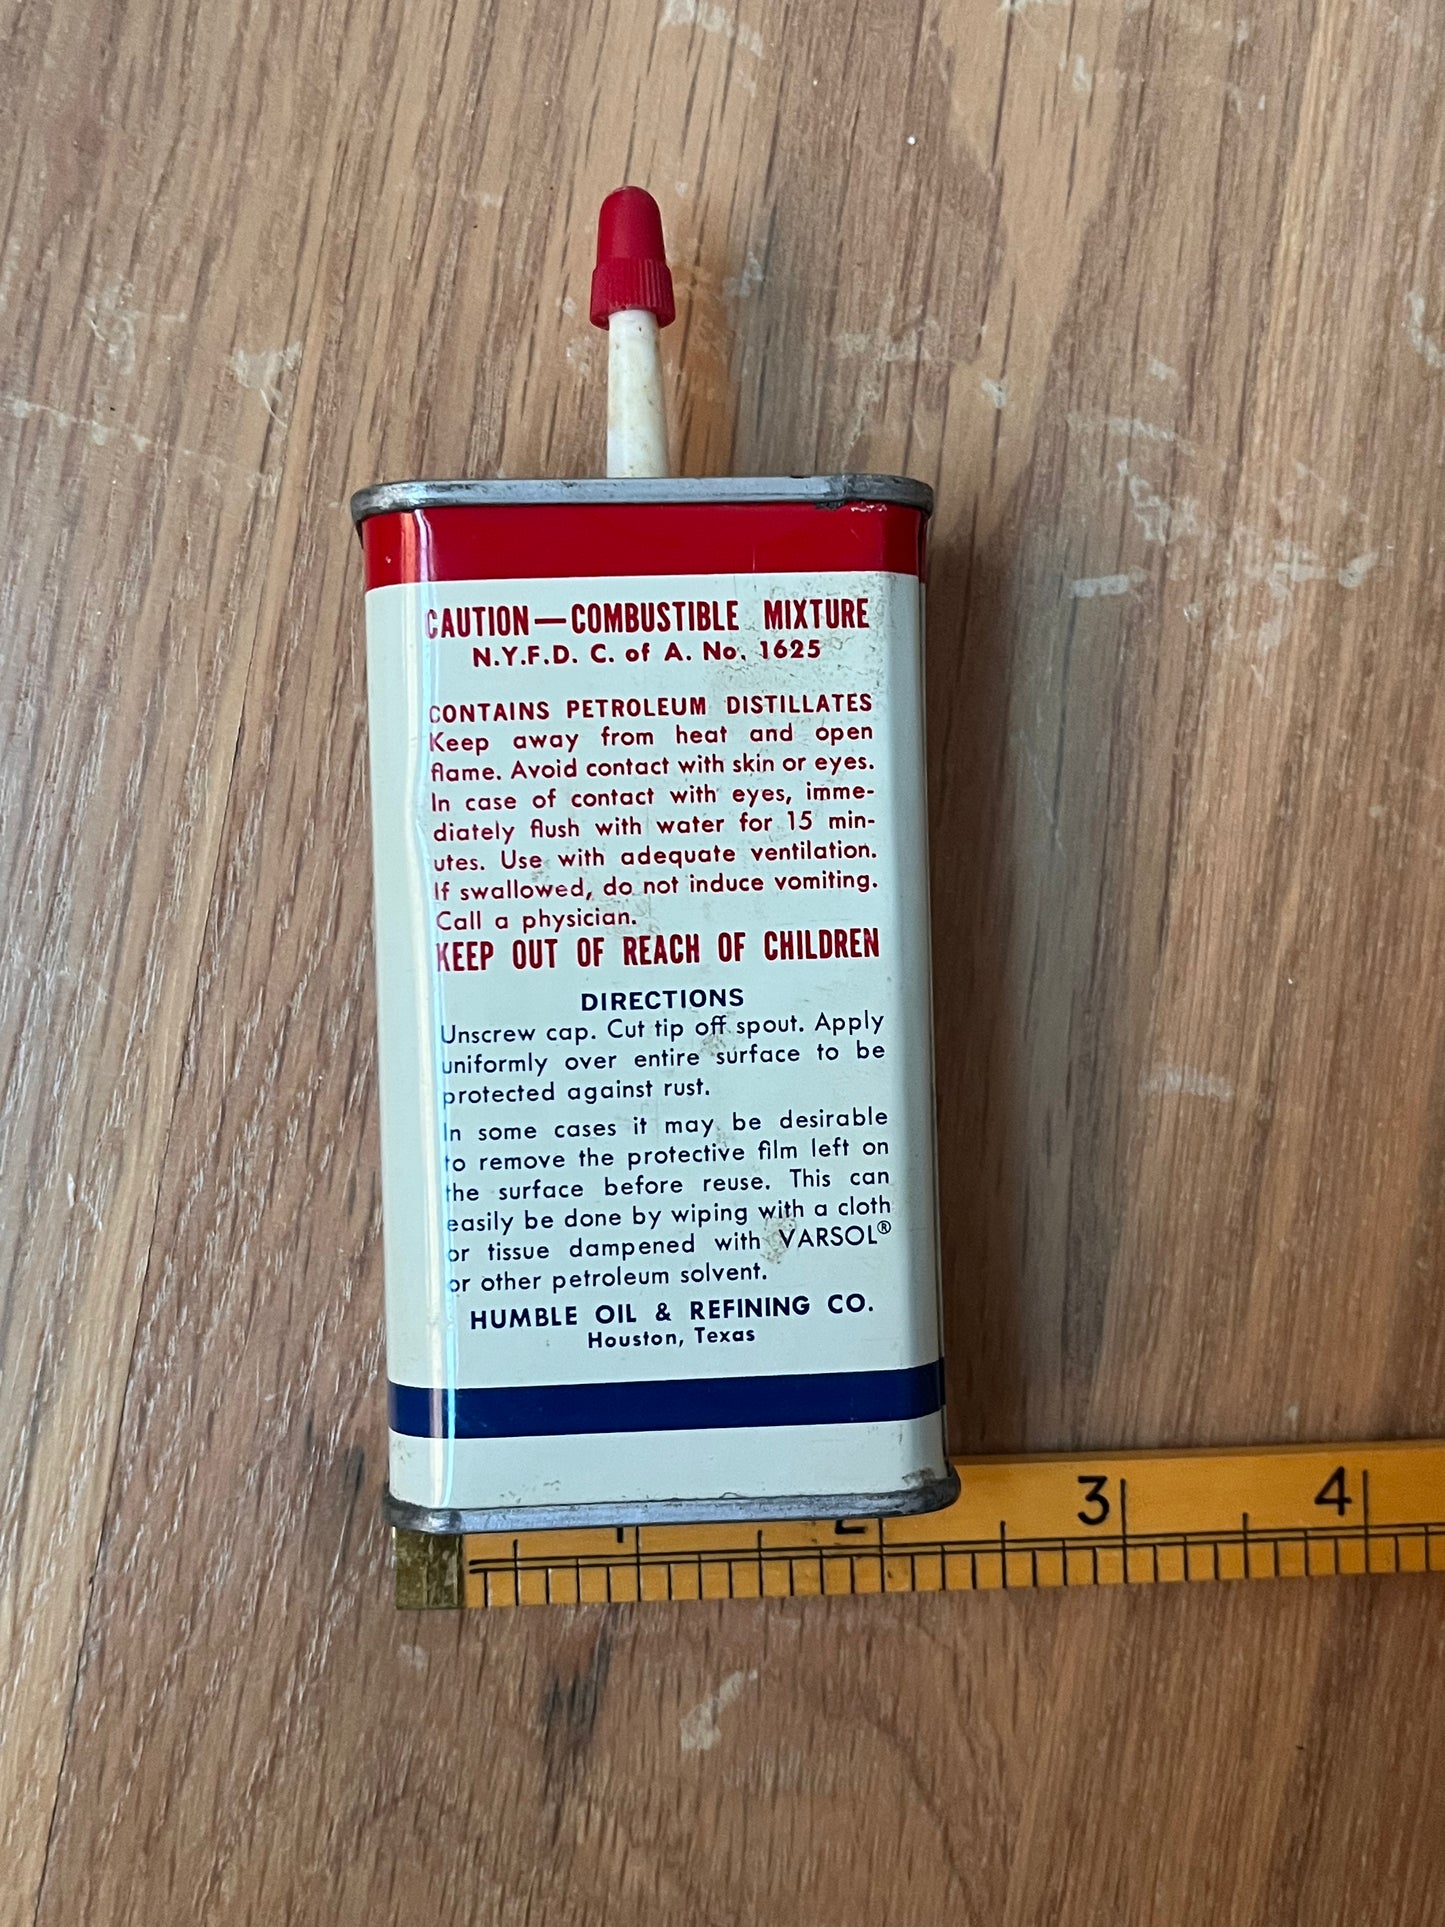 CAUTION—COMBUSTIBLE MIXTURE
N.Y.F.D. C. of A. No. 1625
CONTAINS PETROLEUM DISTILLATES
Keep away from heat and open
flame. Avoid contact with skin or eyes.
In case of contact with eyes, imme-
diately flush with water for 15 min-
utes. Use with adequate ventilation.
If swallowed, do not induce vomiting.
Call a physician.
KEEP OUT OF REACH OF CHILDREN
DIRECTIONS
Unscrew cap. Cut tip off spout. Apply
uniformly over entire surface to be
protected against rust.
In some cases it may be desirable
to remove the protective film left on
the surface before reuse. This can
easily be done by wiping with a cloth
or tissue dampened with VARSOL®
or other petroleum solvent.
HUMBLE OIL & REFINING CO.
Houston, Texas
1 2 3 4